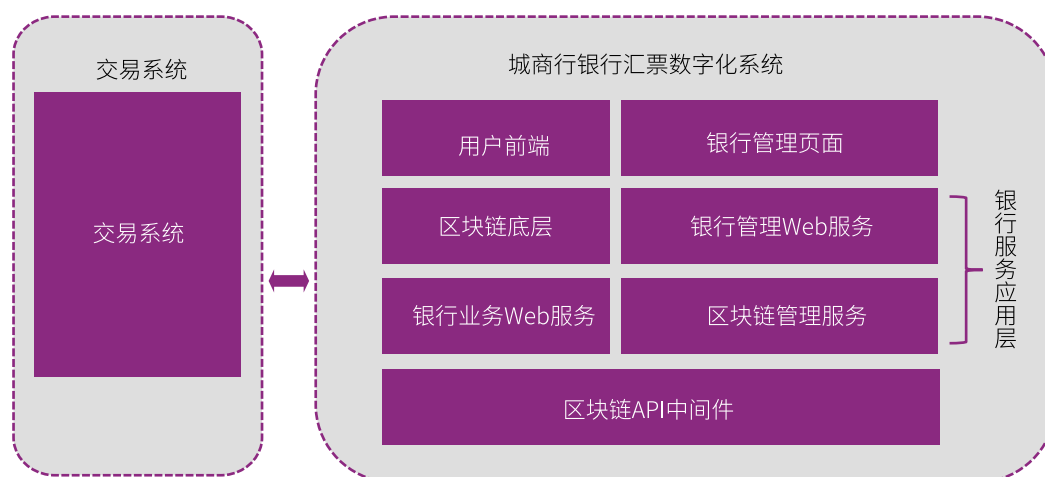 交易系统
交易系统
城商行银行汇票数字化系统
用户前端
银行管理页面
区块链底层
银行管理Web服务
银行业务Web服务
区块链管理服务
区块链API中间件
银行服务应用层